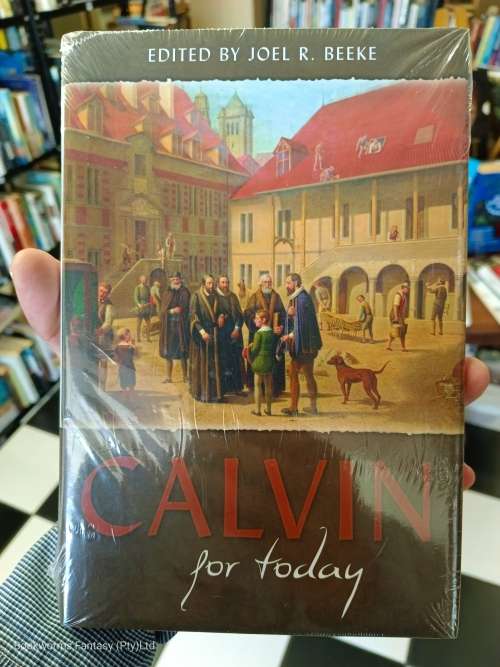 EDITED BY JOEL R. BEEKE
CALVIN
for today
Bookworms Fantasy (Pty)Ltd